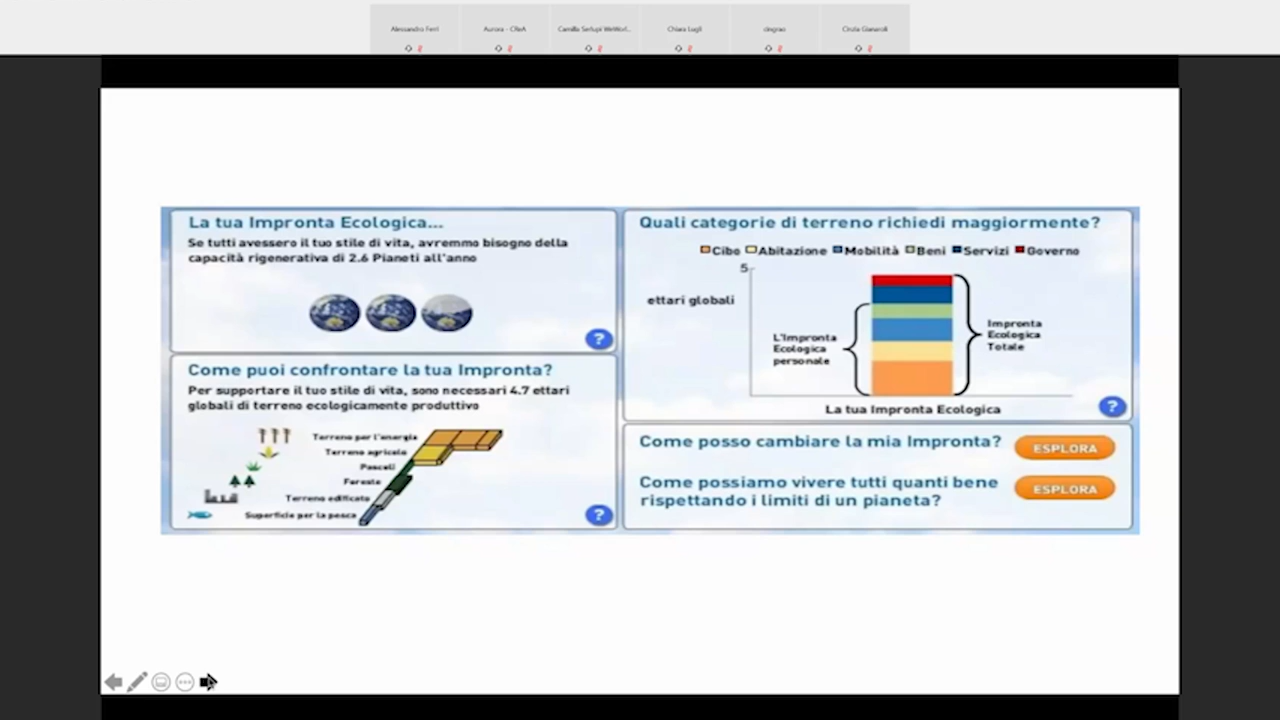 Alessandro Ferri
Aurora - CReA
Camilla Serlupi WeWorl...
Chiara Lugli
dingrao
Cinzia Gianaroli
La tua Impronta Ecologica...
Se tutti avessero il tuo stile di vita, avremmo bisogno della
capacità rigenerativa di 2.6 Pianeti all'anno
?
Come puoi confrontare la tua Impronta?
Per supportare il tuo stile di vita, sono necessari 4.7 ettari
globali di terreno ecologicamente produttivo
Terreno per l'energia
Terreno agricolo
Pascoli
Foreste
Terreno edificato
Superficie per la pesca
?
Quali categorie di terreno richiedi maggiormente?
Cibo Abitazione Mobilità Beni Servizi Governo
5
ettari globali
L'Impronta
Ecologica
personale
Impronta
Ecologica
Totale
La tua Impronta Ecologica
?
Come posso cambiare la mia Impronta?
ESPLORA
Come possiamo vivere tutti quanti bene
rispettando i limiti di un pianeta?
ESPLORA